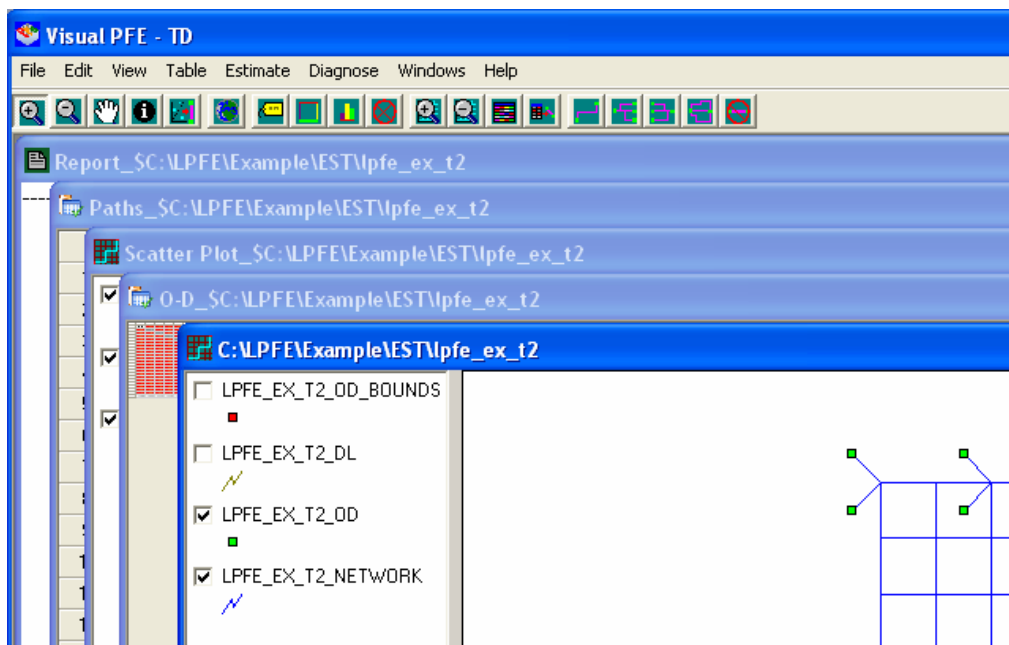 Visual PFE - TD
File Edit View Table Estimate Diagnose Windows Help
Report_$C:\LPFE\Example\EST\lpfe_ex_t2
Paths_$C:\LPFE\Example\EST\lpfe_ex_t2
Scatter Plot_$C:\LPFE\Example\EST\lpfe_ex_t2
O-D_$C:\LPFE\Example\EST\lpfe_ex_t2
C:\LPFE\Example\EST\lpfe_ex_t2
LPFE_EX_T2_OD_BOUNDS
LPFE_EX_T2_DL
LPFE_EX_T2_OD
LPFE_EX_T2_NETWORK